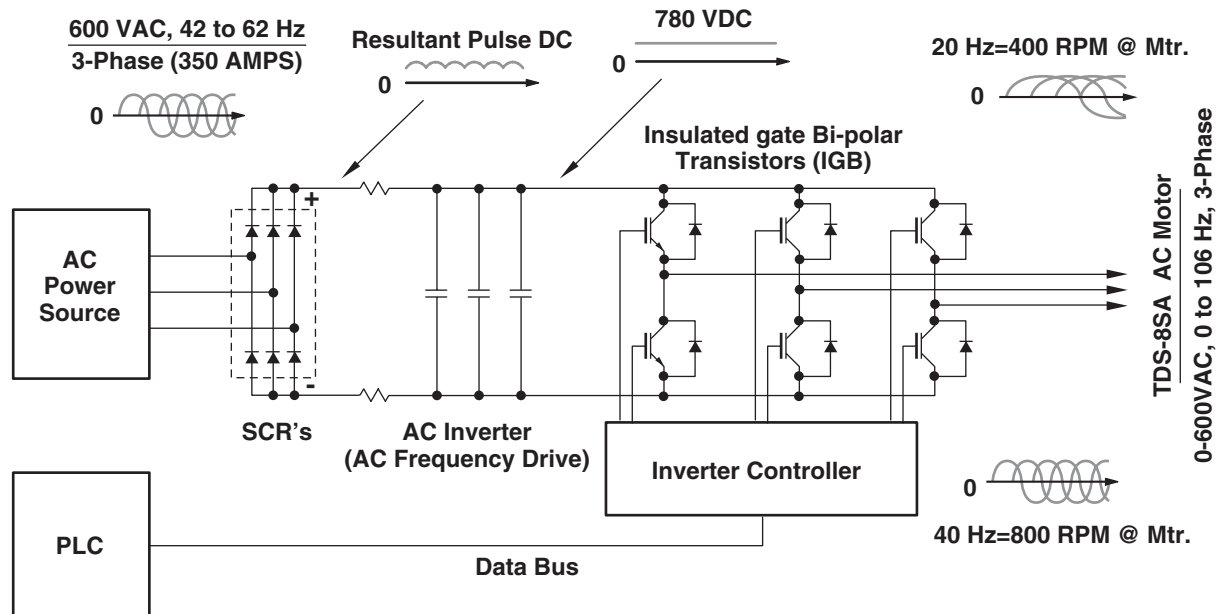 600 VAC, 42 to 62 Hz
3-Phase (350 AMPS)
0
Resultant Pulse DC
0
780 VDC
0
20 Hz=400 RPM @ Mtr.
0
Insulated gate Bi-polar
Transistors (IGB)
+
-
AC
Power
Source
SCR's
AC Inverter
(AC Frequency Drive)
TDS-8SA AC Motor
0-600VAC, 0 to 106 Hz, 3-Phase
Inverter Controller
0
40 Hz=800 RPM @ Mtr.
PLC
Data Bus